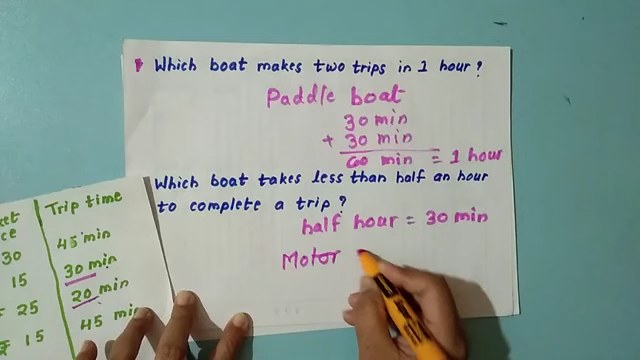 Which boat makes two trips in 1 hour?
Paddle boat
30 min
+ 30 min
60 min = 1 hour
Which boat takes less than half an hour
to complete a trip?
half hour = 30 min
Motor
Trip time
30 45 min
15 30 min
₹ 25 20 min
₹ 15 45 min